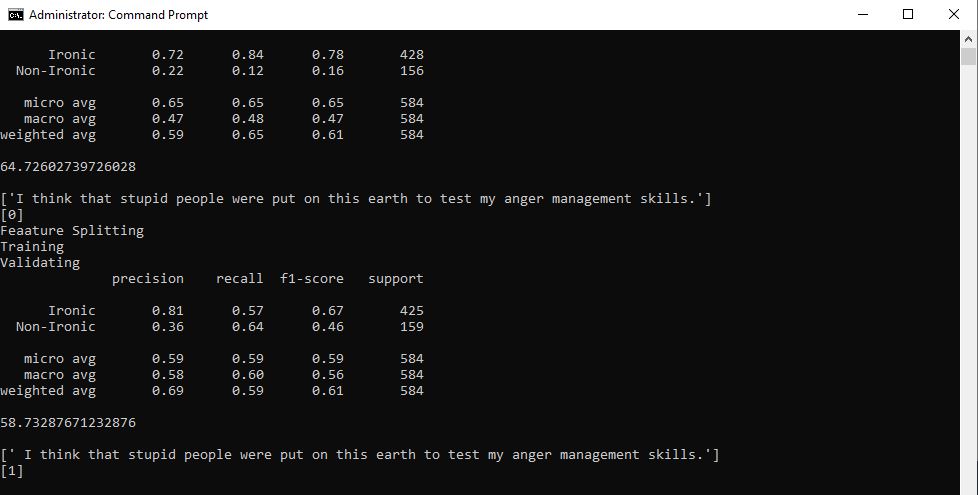 Administrator: Command Prompt
Ironic 0.72 0.84 0.78 428
Non-Ironic 0.22 0.12 0.16 156
micro avg 0.65 0.65 0.65 584
macro avg 0.47 0.48 0.47 584
weighted avg 0.59 0.65 0.61 584
64.72602739726028
['I think that stupid people were put on this earth to test my anger management skills.']
[0]
Feaature Splitting
Training
Validating
precision recall f1-score support
Ironic 0.81 0.57 0.67 425
Non-Ironic 0.36 0.64 0.46 159
micro avg 0.59 0.59 0.59 584
macro avg 0.58 0.60 0.56 584
weighted avg 0.69 0.59 0.61 584
58.73287671232876
[' I think that stupid people were put on this earth to test my anger management skills.']
[1]